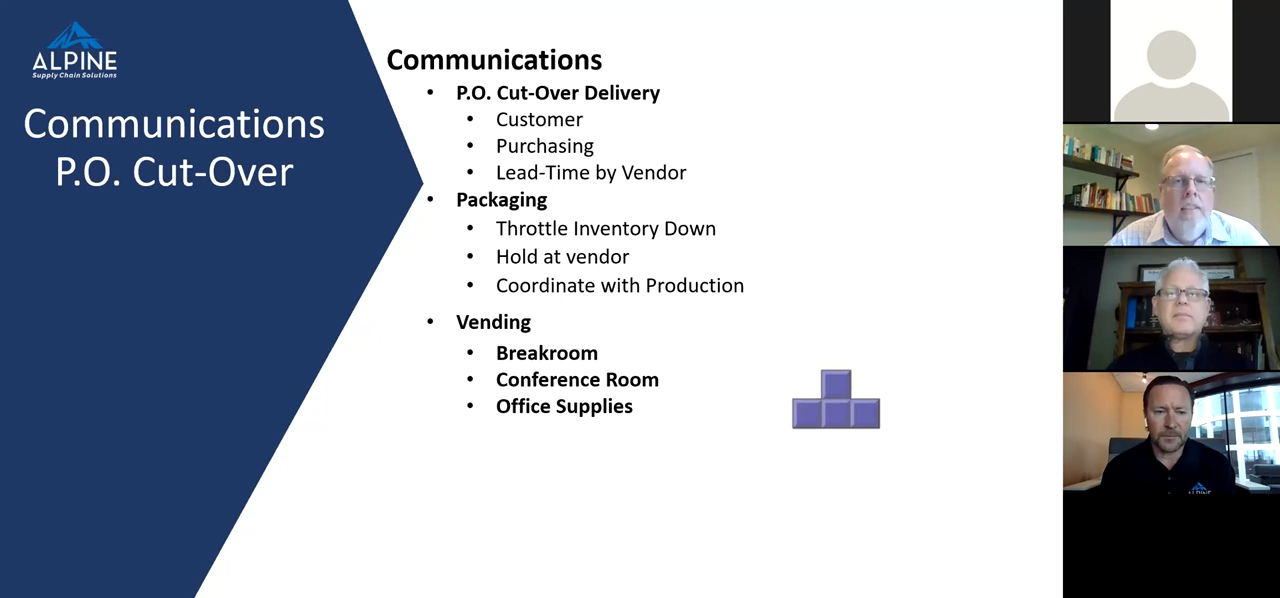 ALPINE
Supply Chain Solutions
Communications
P.O. Cut-Over
Communications
• P.O. Cut-Over Delivery
• Customer
• Purchasing
• Lead-Time by Vendor
• Packaging
• Throttle Inventory Down
• Hold at vendor
• Coordinate with Production
• Vending
• Breakroom
• Conference Room
• Office Supplies
ALPINE